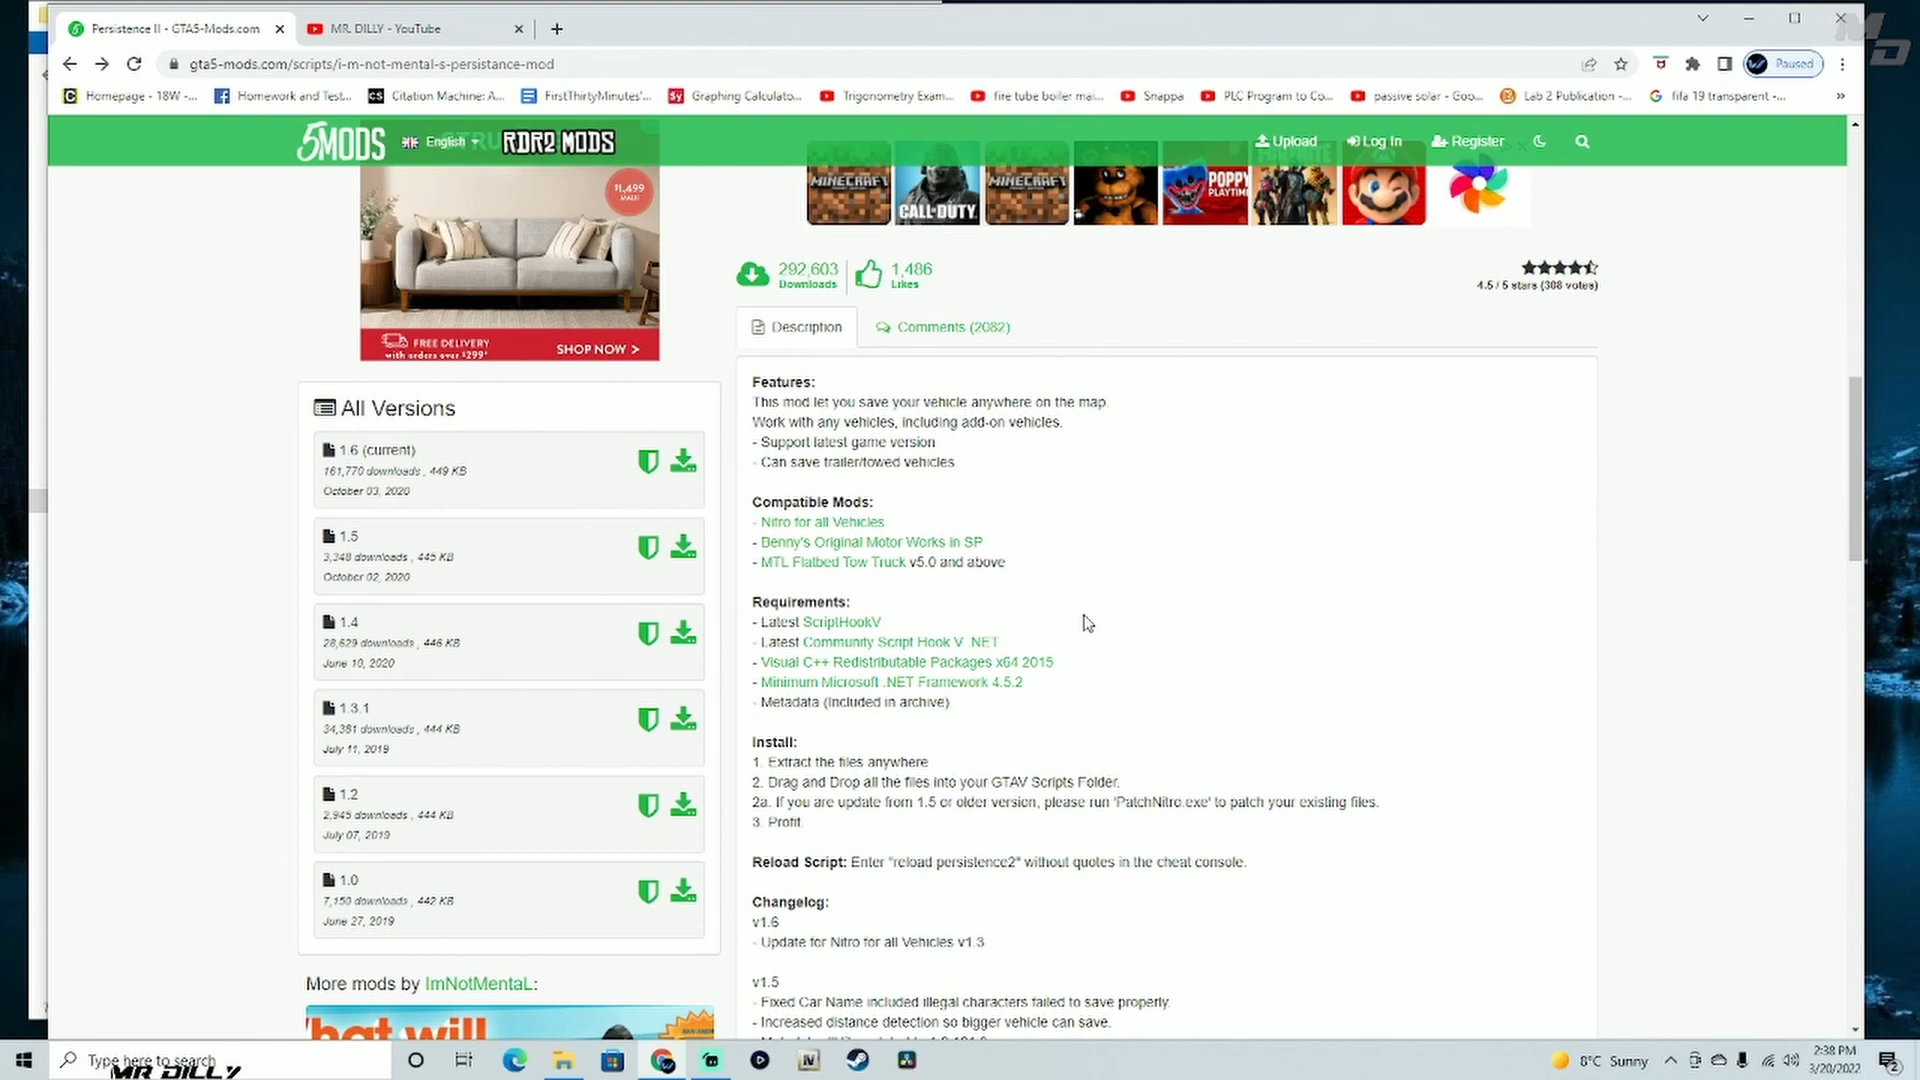 Persistence II - GTA5-Mods.com
MR. DILLY - YouTube
gta5-mods.com/scripts/i-m-not-mental-s-persistance-mod
Paused
Homepage - 18W -...
Homework and Test...
Citation Machine: A...
FirstThirtyMinutes'...
Graphing Calculato...
Trigonometry Exam...
fire tube boiler mai...
Snappa
PLC Program to Co...
passive solar - Goo...
Lab 2 Publication -...
fifa 19 transparent -...
5MODS
English
RDR2 MODS
Upload
Log In
Register
$1,499
MINECRAFT
CALL OF DUTY
MINECRAFT
POPPY
PLAYTIME
FREE DELIVERY
with orders over $299*
SHOP NOW >
292,603
Downloads
1,486
Likes
4.5 / 5 stars (308 votes)
Description
Comments (2082)
All Versions
1.6 (current)
161,770 downloads , 449 KB
October 03, 2020
1.5
3,348 downloads , 445 KB
October 02, 2020
1.4
28,629 downloads , 446 KB
June 10, 2020
1.3.1
34,381 downloads , 444 KB
July 11, 2019
1.2
2,945 downloads , 444 KB
July 07, 2019
1.0
7,150 downloads , 442 KB
June 27, 2019
More mods by ImNotMentaL:
Features:
This mod let you save your vehicle anywhere on the map.
Work with any vehicles, including add-on vehicles.
- Support latest game version
- Can save trailer/towed vehicles
Compatible Mods:
- Nitro for all Vehicles
- Benny's Original Motor Works in SP
- MTL Flatbed Tow Truck v5.0 and above
Requirements:
- Latest ScriptHookV
- Latest Community Script Hook V .NET
- Visual C++ Redistributable Packages x64 2015
- Minimum Microsoft .NET Framework 4.5.2
- Metadata (Included in archive)
Install:
1. Extract the files anywhere
2. Drag and Drop all the files into your GTAV Scripts Folder.
2a. If you are update from 1.5 or older version, please run 'PatchNitro.exe' to patch your existing files.
3. Profit.
Reload Script: Enter "reload persistence2" without quotes in the cheat console.
Changelog:
v1.6
- Update for Nitro for all Vehicles v1.3
v1.5
- Fixed Car Name included illegal characters failed to save properly.
- Increased distance detection so bigger vehicle can save.
Type here to search
MR DILLY
8°C Sunny
2:38 PM
3/20/2022
2
MD